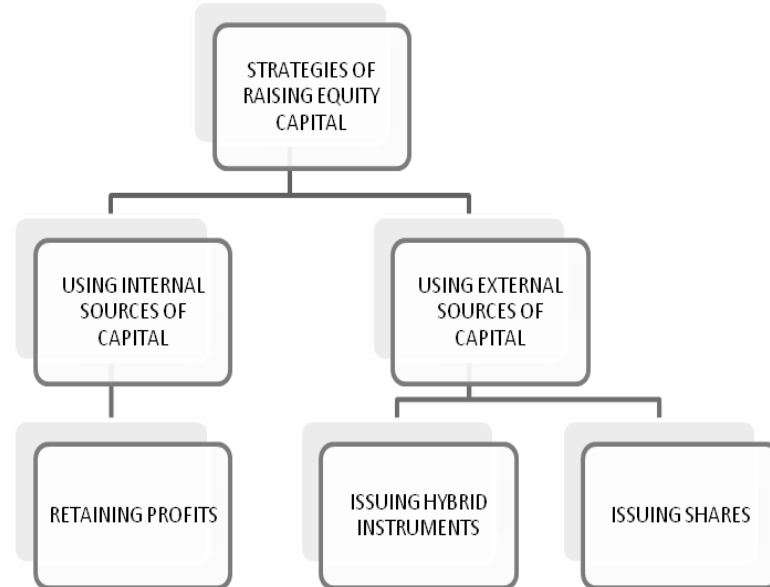 STRATEGIES OF
RAISING EQUITY
CAPITAL
USING INTERNAL
SOURCES OF
CAPITAL
USING EXTERNAL
SOURCES OF
CAPITAL
RETAINING PROFITS
ISSUING HYBRID
INSTRUMENTS
ISSUING SHARES